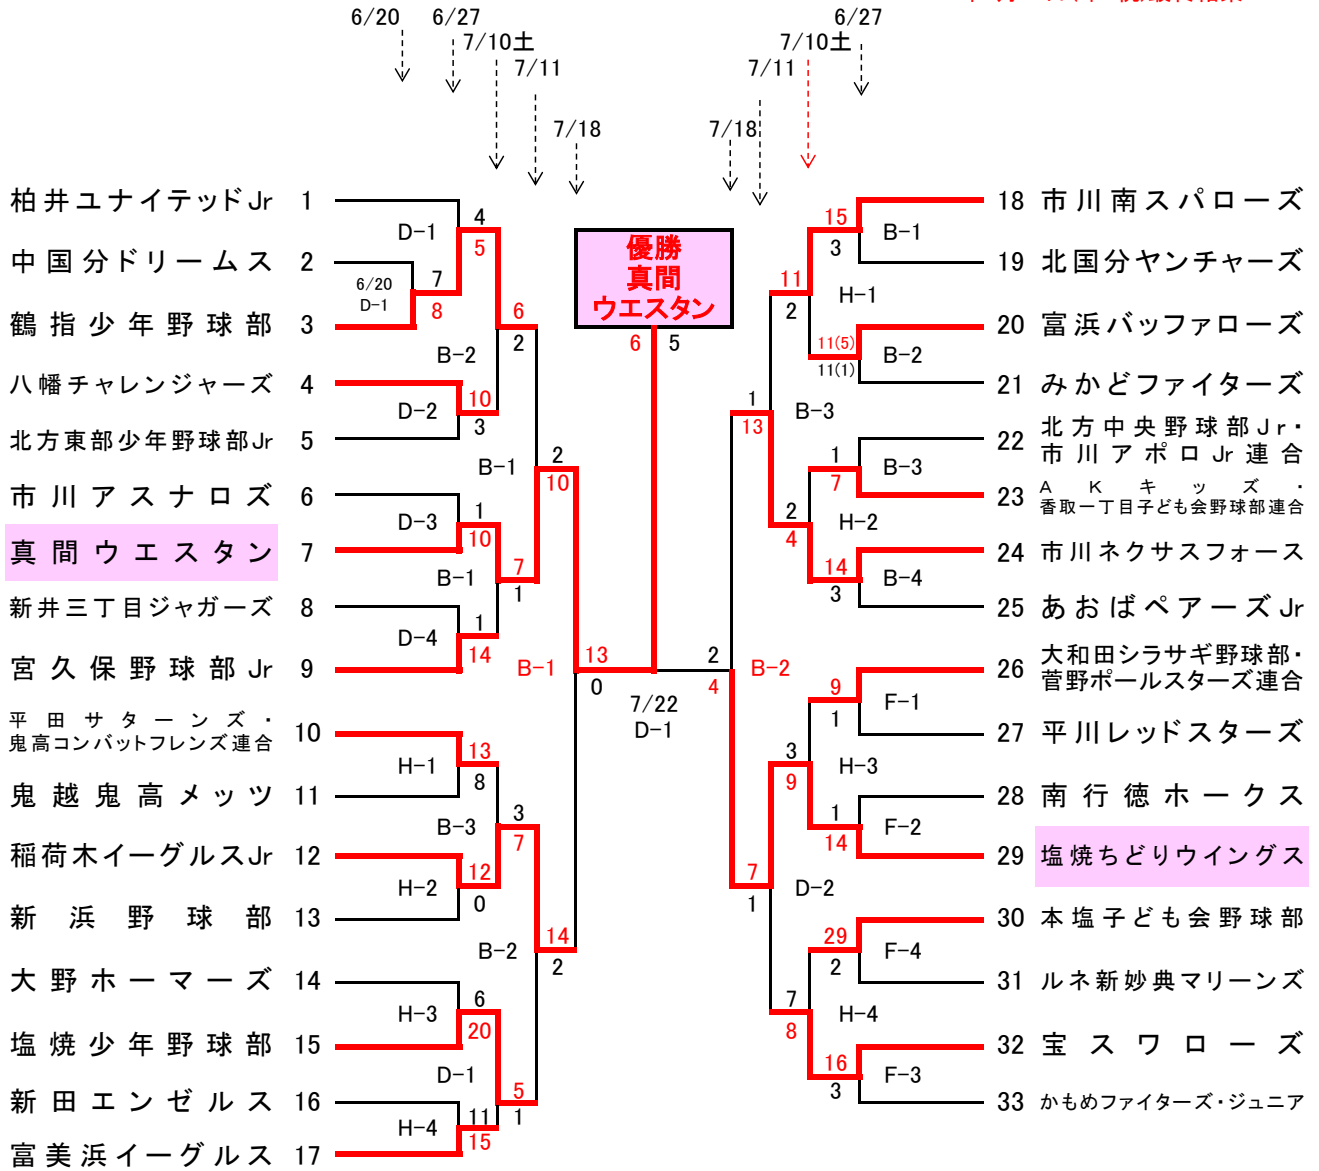 6/20
6/27
7/10土
7/11
7/18
6/27
7/10土
7/11
7/18
優勝
真間
ウエスタン
6 5
柏井ユナイテッドJr 1
中国分ドリームス 2
鶴指少年野球部 3
八幡チャレンジャーズ 4
北方東部少年野球部Jr 5
市川アスナロズ 6
真間ウエスタン 7
新井三丁目ジャガーズ 8
宮久保野球部Jr 9
平田サターンズ・
鬼高コンバットフレンズ連合 10
鬼越鬼高メッツ 11
稲荷木イーグルスJr 12
新浜野球部 13
大野ホーマーズ 14
塩焼少年野球部 15
新田エンゼルス 16
富美浜イーグルス 17
6/20
D-1
7
8
D-1
4
5
D-2
10
3
D-3
1
10
D-4
1
14
H-1
13
8
H-2
12
0
H-3
6
20
H-4
11
15
B-2
6
2
B-1
7
1
B-3
3
7
D-1
5
1
B-1
2
10
B-2
14
2
B-1
13
0
7/22
D-1
2
4
B-2
1
13
B-3
7
1
D-2
11
2
H-1
2
4
H-2
3
9
H-3
7
8
H-4
15
3
B-1
11(5)
11(1)
B-2
1
7
B-3
14
3
B-4
9
1
F-1
1
14
F-2
29
2
F-4
16
3
F-3
18 市川南スパローズ
19 北国分ヤンチャーズ
20 富浜バッファローズ
21 みかどファイターズ
22 北方中央野球部Jr・
市川アポロJr連合
23 AKキッズ・
香取一丁目子ども会野球部連合
24 市川ネクサスフォース
25 あおばベアーズJr
26 大和田シラサギ野球部・
菅野ポールスターズ連合
27 平川レッドスターズ
28 南行徳ホークス
29 塩焼ちどりウイングス
30 本塩子ども会野球部
31 ルネ新妙典マリーンズ
32 宝スワローズ
33 かもめファイターズ・ジュニア